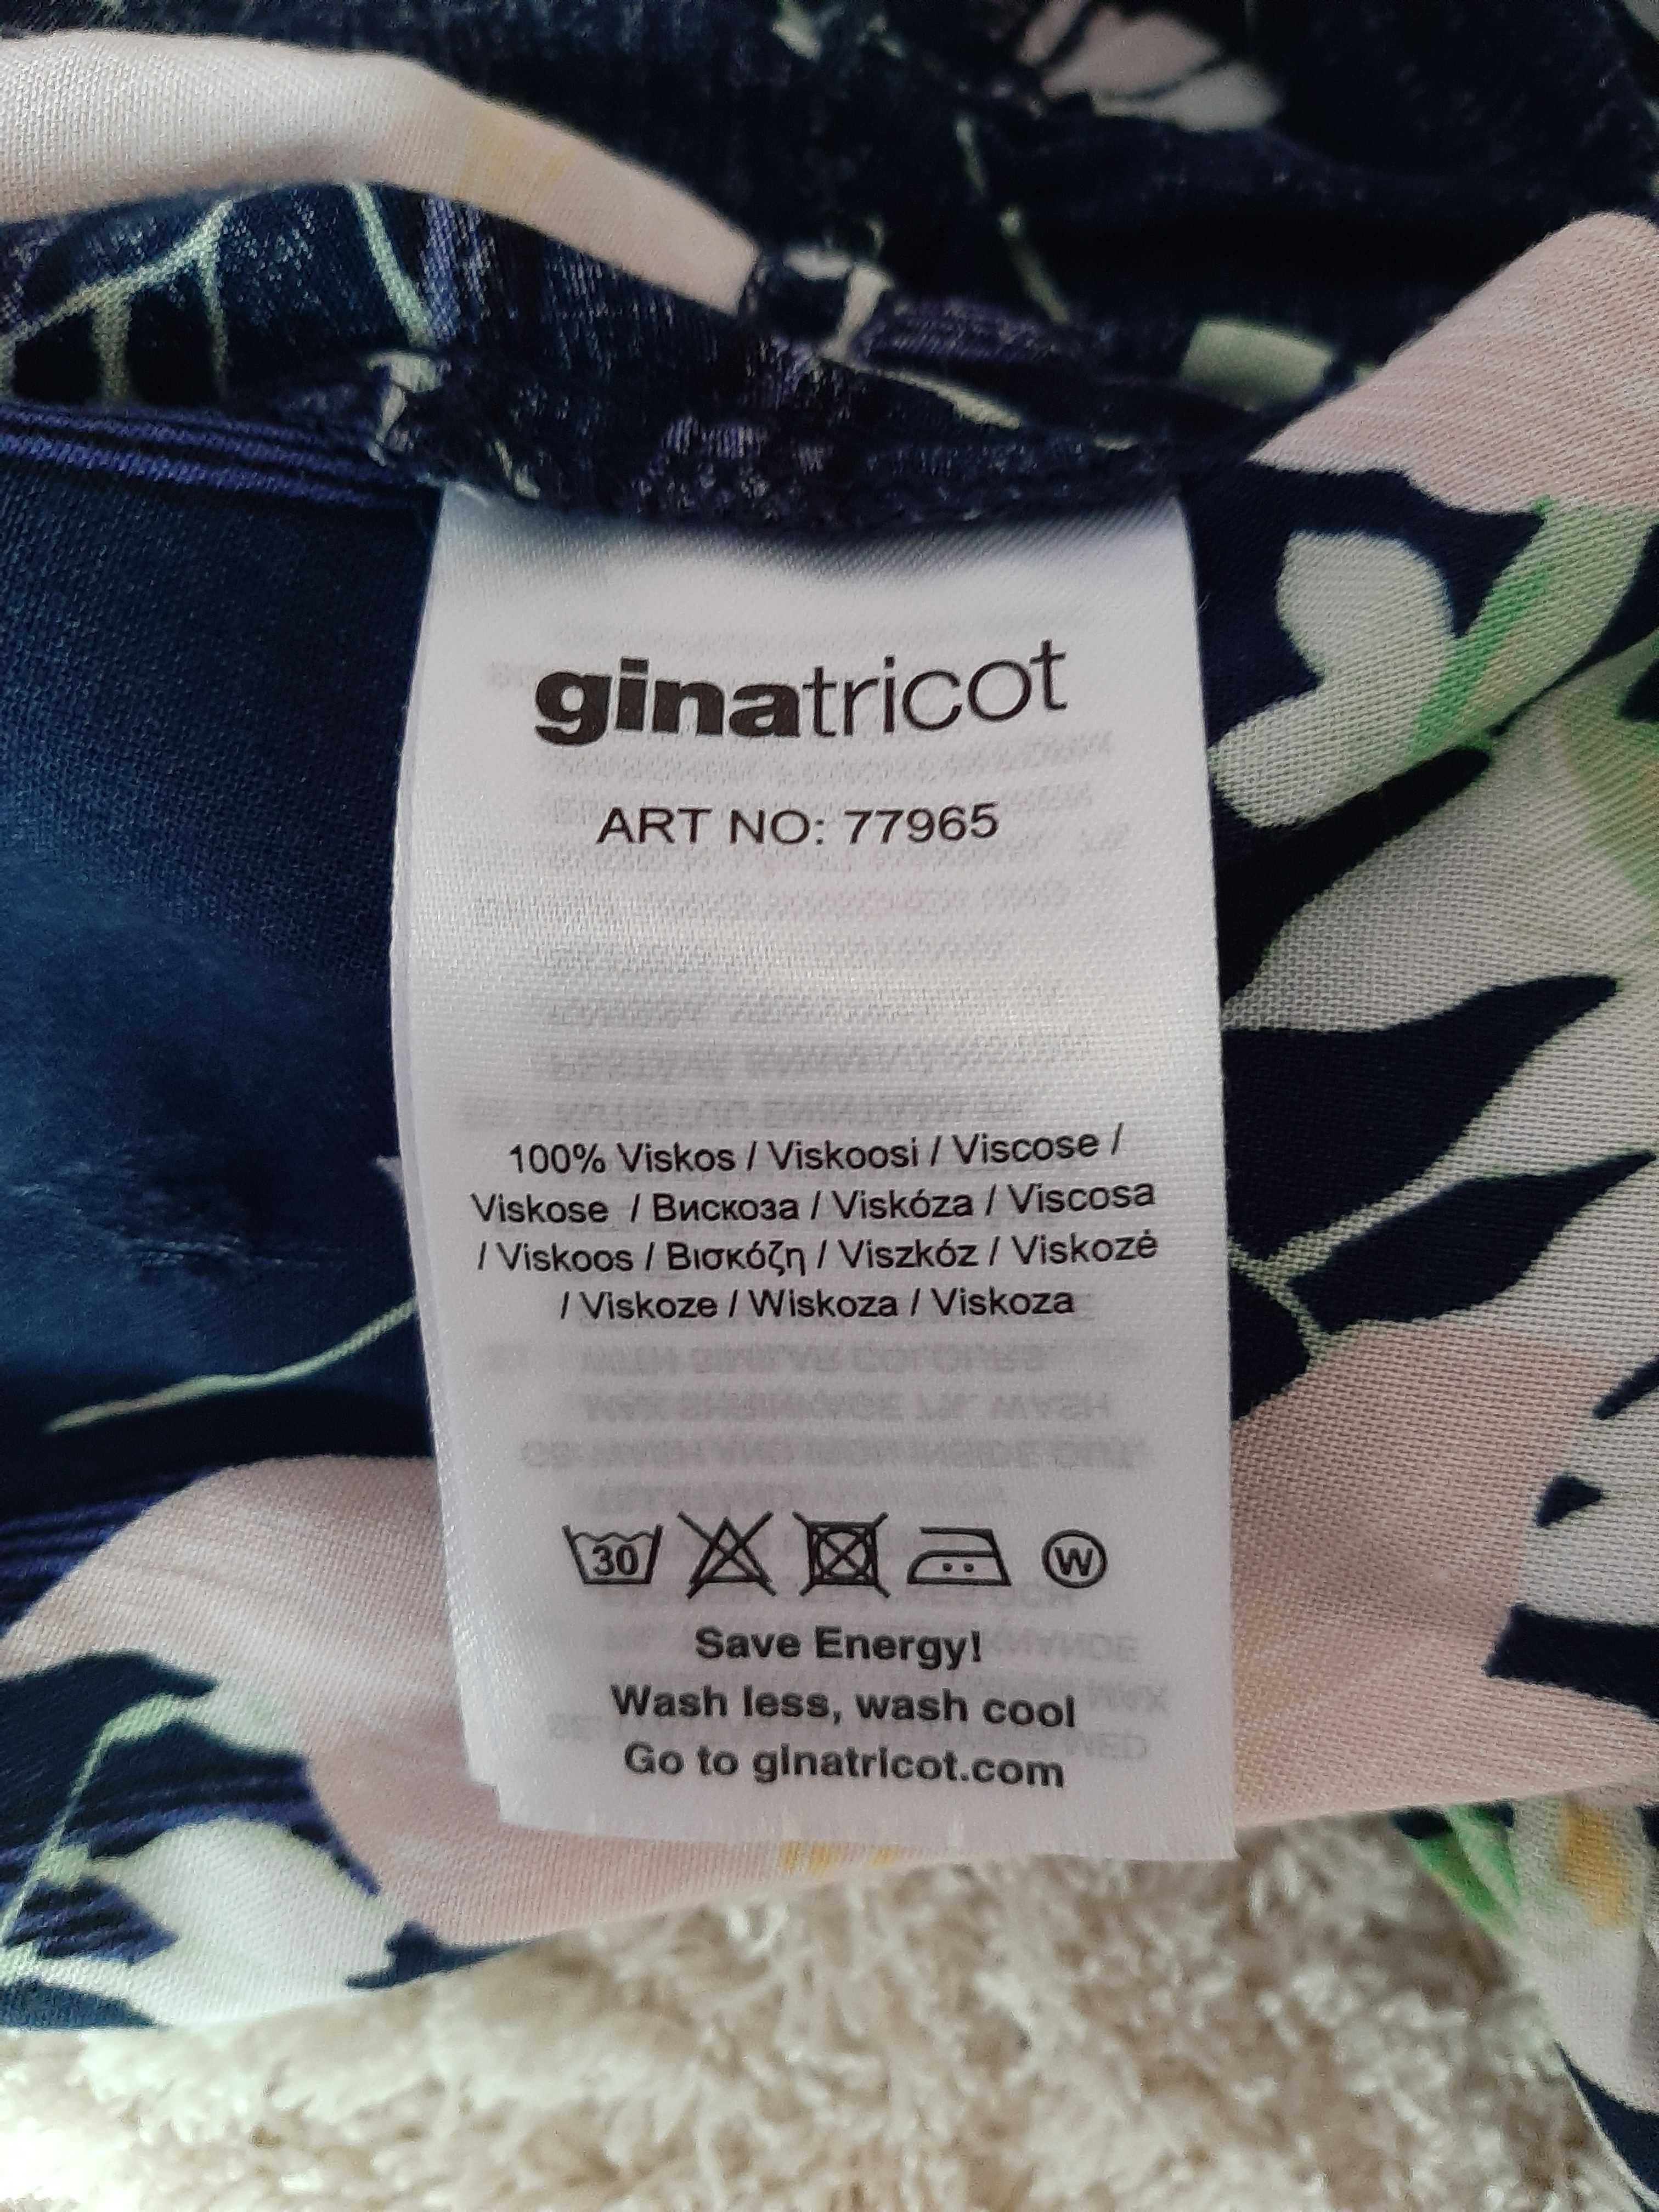 ginatricot
ART NO: 77965
100% Viskos / Viskoosi / Viscose /
Viskose / Вискоза / Viskóza / Viscosa
/ Viskoos / Βισκόζη / Viszkóz / Viskozė
/ Viskoze / Wiskoza / Viskoza
30
W
Save Energy!
Wash less, wash cool
Go to ginatricot.com